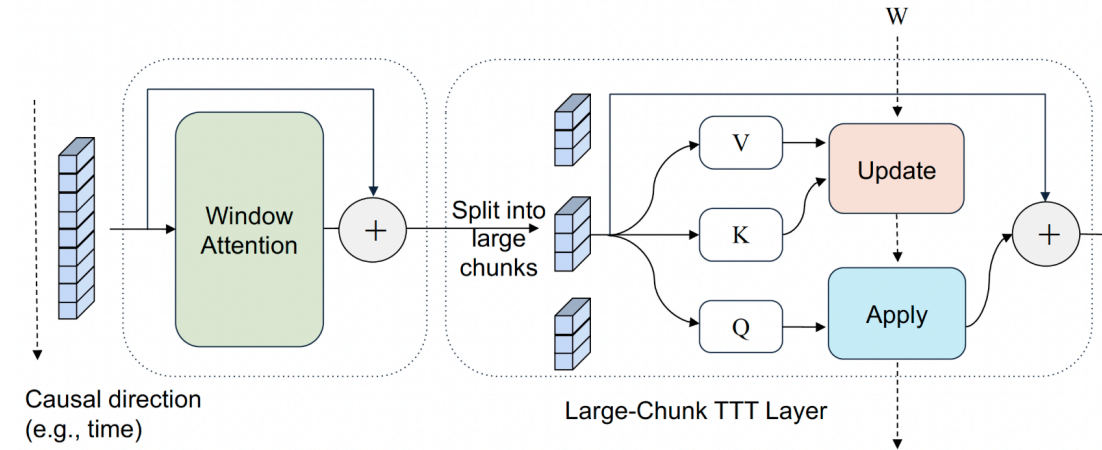 W
V
Update
Window
Attention
+
Split into
large
chunks
K
+
Q
Apply
Causal direction
(e.g., time)
Large-Chunk TTT Layer